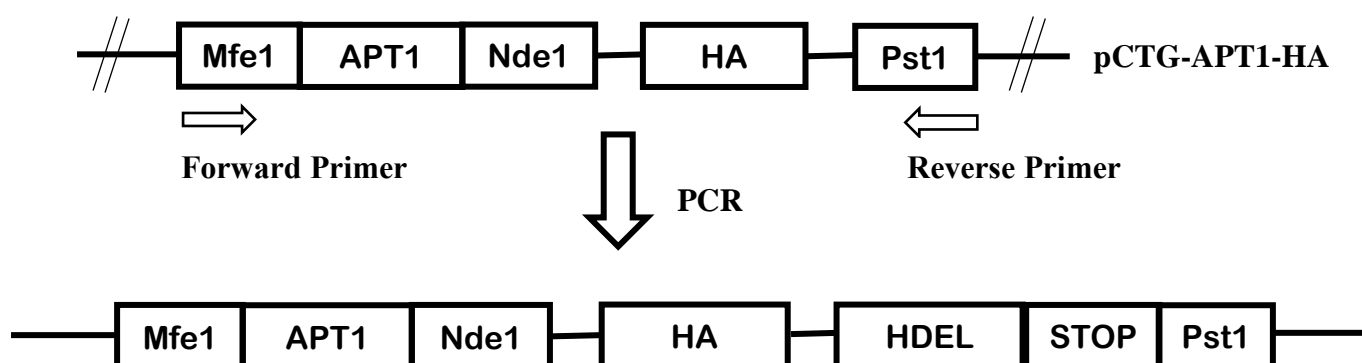 Mfe1 APT1 Nde1 HA Pst1 pCTG-APT1-HA
Forward Primer Reverse Primer
PCR
Mfe1 APT1 Nde1 HA HDEL STOP Pst1